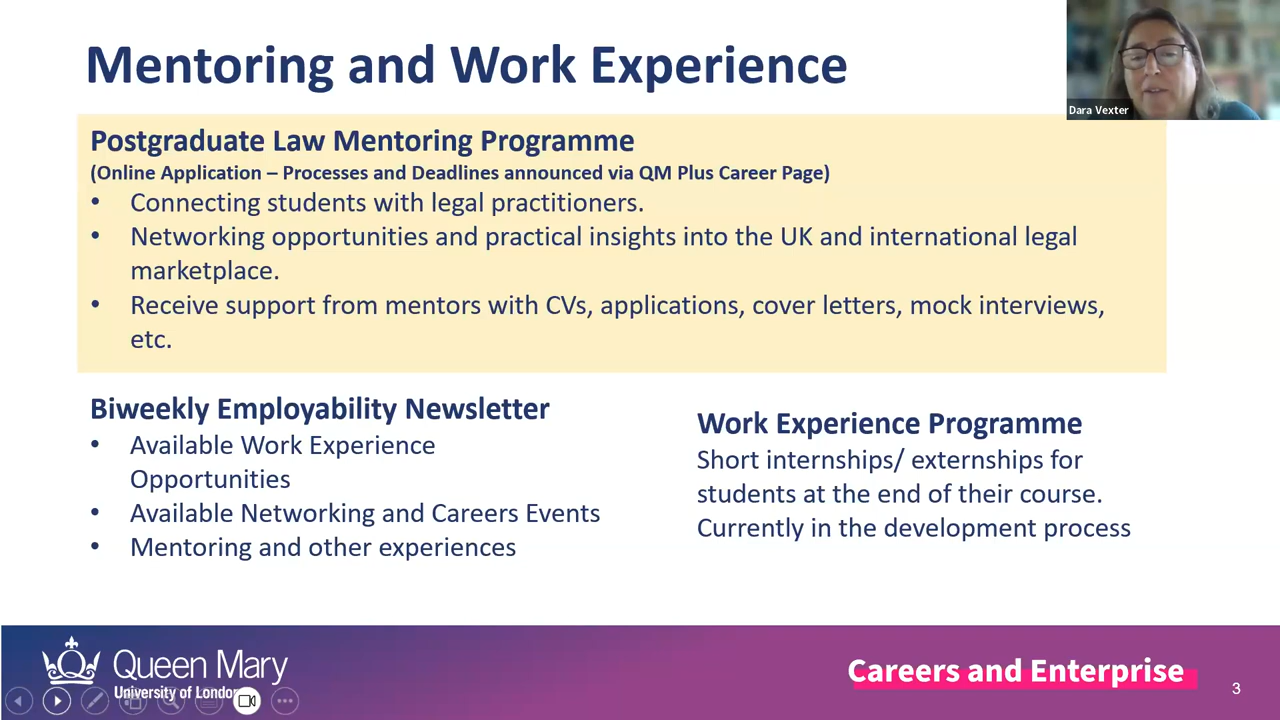 Mentoring and Work Experience
Dara Vexter
Postgraduate Law Mentoring Programme
(Online Application – Processes and Deadlines announced via QM Plus Career Page)
• Connecting students with legal practitioners.
• Networking opportunities and practical insights into the UK and international legal
marketplace.
• Receive support from mentors with CVs, applications, cover letters, mock interviews,
etc.
Biweekly Employability Newsletter
• Available Work Experience
Opportunities
• Available Networking and Careers Events
• Mentoring and other experiences
Work Experience Programme
Short internships/ externships for
students at the end of their course.
Currently in the development process
Queen Mary
University of London
Careers and Enterprise
3